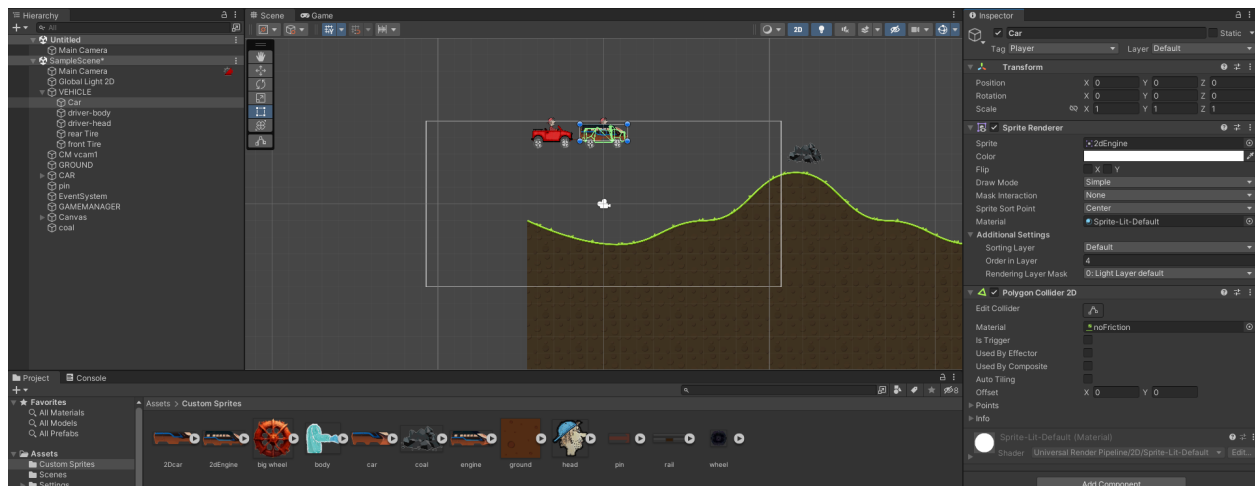 Hierarchy
All
Untitled
Main Camera
SampleScene*
Main Camera
Global Light 2D
VEHICLE
Car
driver-body
driver-head
rear Tire
front Tire
CM vcam1
GROUND
CAR
pin
EventSystem
GAMEMANAGER
Canvas
coal
Scene
Game
2D
Inspector
Car
Static
Tag Player
Layer Default
Transform
Position X 0 Y 0 Z 0
Rotation X 0 Y 0 Z 0
Scale X 1 Y 1 Z 1
Sprite Renderer
Sprite 2dEngine
Color
Flip X Y
Draw Mode Simple
Mask Interaction None
Sprite Sort Point Center
Material Sprite-Lit-Default
Additional Settings
Sorting Layer Default
Order in Layer 4
Rendering Layer Mask 0: Light Layer default
Polygon Collider 2D
Edit Collider
Material noFriction
Is Trigger
Used By Effector
Used By Composite
Auto Tiling
Offset X 0 Y 0
Points
Info
Sprite-Lit-Default (Material)
Shader Universal Render Pipeline/2D/Sprite-Lit-Default Edit...
Add Component
Project
Console
8
Favorites
All Materials
All Models
All Prefabs
Assets
Custom Sprites
Scenes
Settings
Assets > Custom Sprites
2Dcar 2dEngine big wheel body car coal engine ground head pin rail wheel